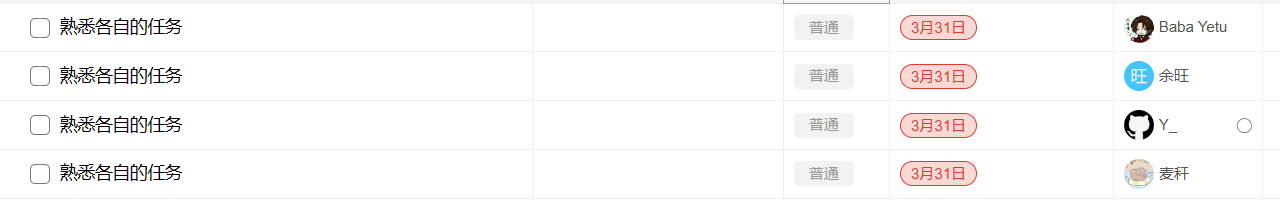 熟悉各自的任务 普通 3月31日 Baba Yetu
熟悉各自的任务 普通 3月31日 旺 余旺
熟悉各自的任务 普通 3月31日 Y_
熟悉各自的任务 普通 3月31日 麦秆